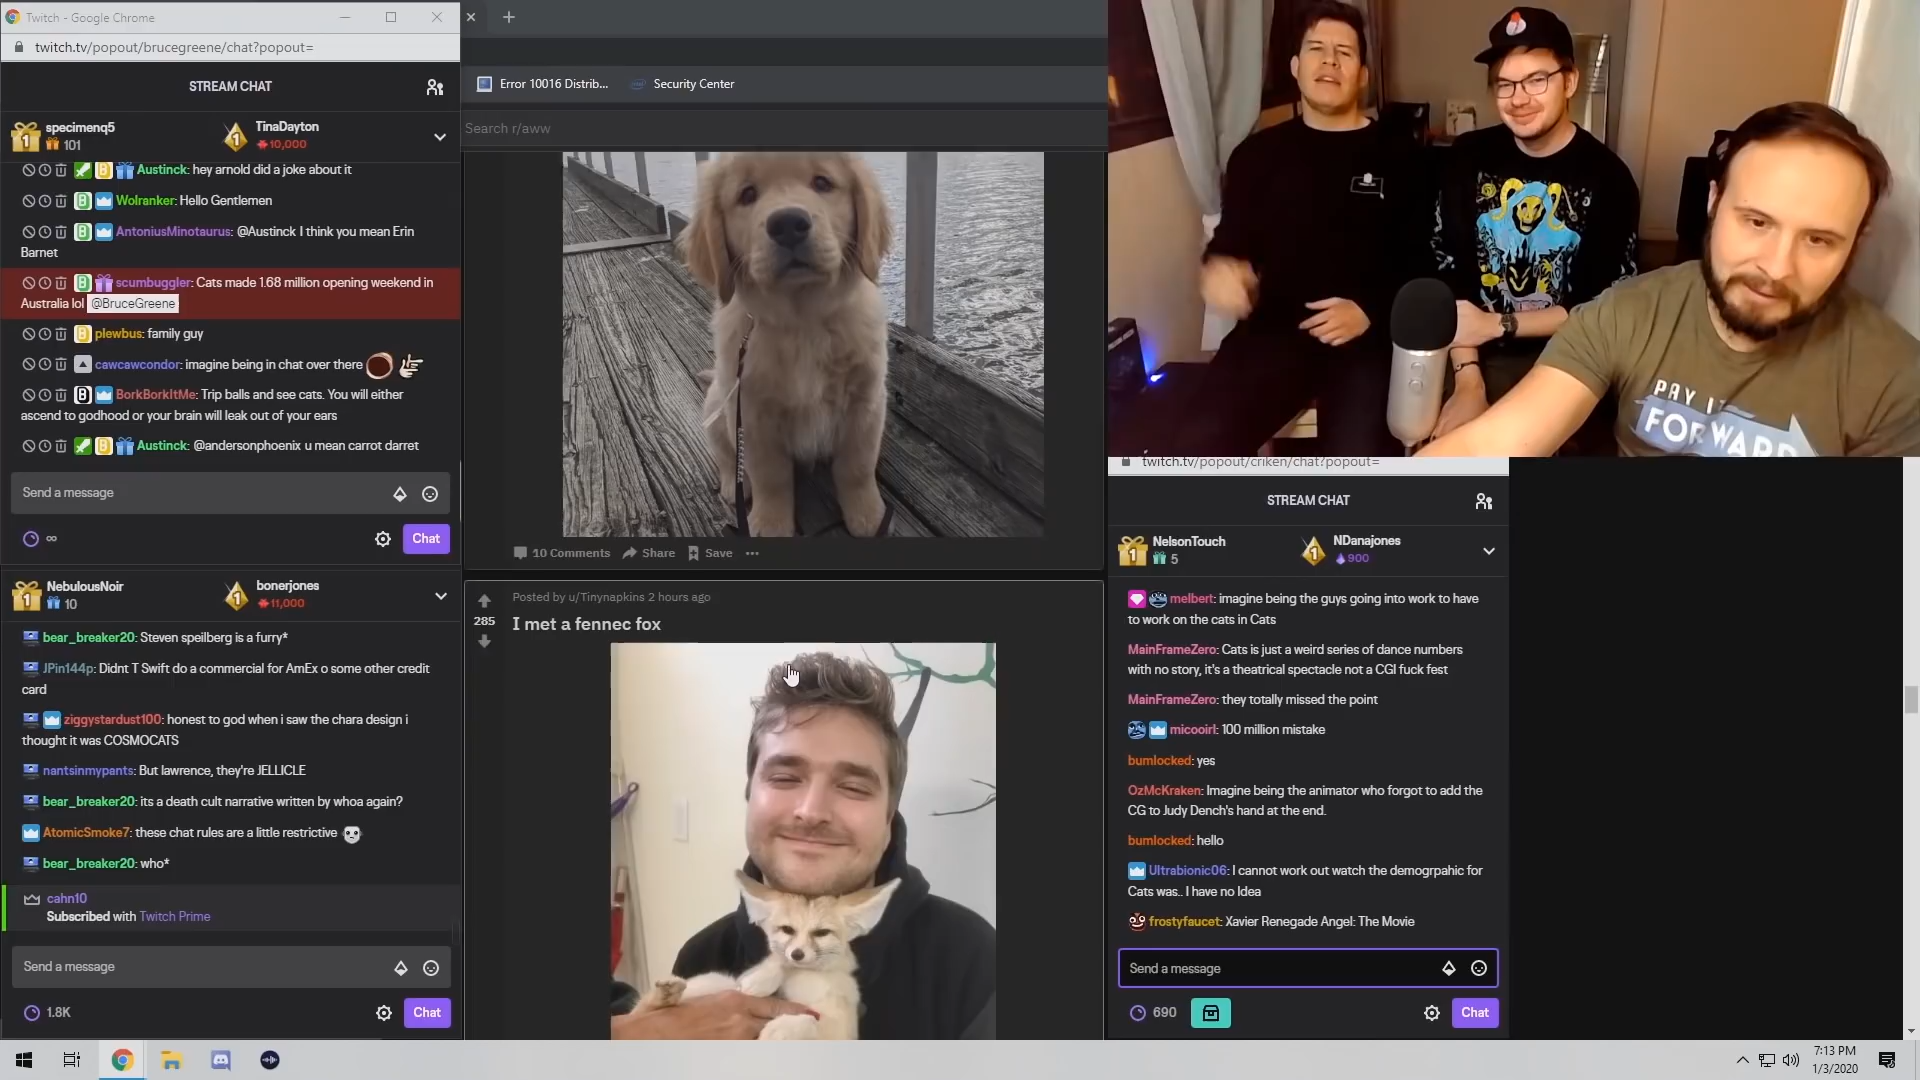 Twitch - Google Chrome
twitch.tv/popout/brucegreene/chat?popout=
STREAM CHAT
specimenq5
101
TinaDayton
10,000
Austinck: hey arnold did a joke about it
Wolranker: Hello Gentlemen
AntoniusMinotaurus: @Austinck I think you mean Erin
Barnet
scumbuggler: Cats made 1.68 million opening weekend in
Australia lol @BruceGreene
plewbus: family guy
cawcawcondor: imagine being in chat over there
BorkBorkItMe: Trip balls and see cats. You will either
ascend to godhood or your brain will leak out of your ears
Austinck: @andersonphoenix u mean carrot darret
Send a message
∞
Chat
NebulousNoir
10
bonerjones
11,000
bear_breaker20: Steven speilberg is a furry*
JPin144p: Didnt T Swift do a commercial for AmEx o some other credit
card
ziggystardust100: honest to god when i saw the chara design i
thought it was COSMOCATS
nantsinmypants: But lawrence, they're JELLICLE
bear_breaker20: its a death cult narrative written by whoa again?
AtomicSmoke7: these chat rules are a little restrictive
bear_breaker20: who*
cahn10
Subscribed with Twitch Prime
Send a message
1.8K
Chat
Error 10016 Distrib...
Security Center
Search r/aww
10 Comments
Share
Save
Posted by u/Tinynapkins 2 hours ago
285
I met a fennec fox
PAY IT
FORWARD
twitch.tv/popout/criken/chat?popout=
STREAM CHAT
NelsonTouch
5
NDanajones
900
melbert: imagine being the guys going into work to have
to work on the cats in Cats
MainFrameZero: Cats is just a weird series of dance numbers
with no story, it's a theatrical spectacle not a CGI fuck fest
MainFrameZero: they totally missed the point
micooirl: 100 million mistake
bumlocked: yes
OzMcKraken: Imagine being the animator who forgot to add the
CG to Judy Dench's hand at the end.
bumlocked: hello
Ultrabionic06: I cannot work out watch the demogrpahic for
Cats was.. I have no Idea
frostyfaucet: Xavier Renegade Angel: The Movie
Send a message
690
Chat
7:13 PM
1/3/2020